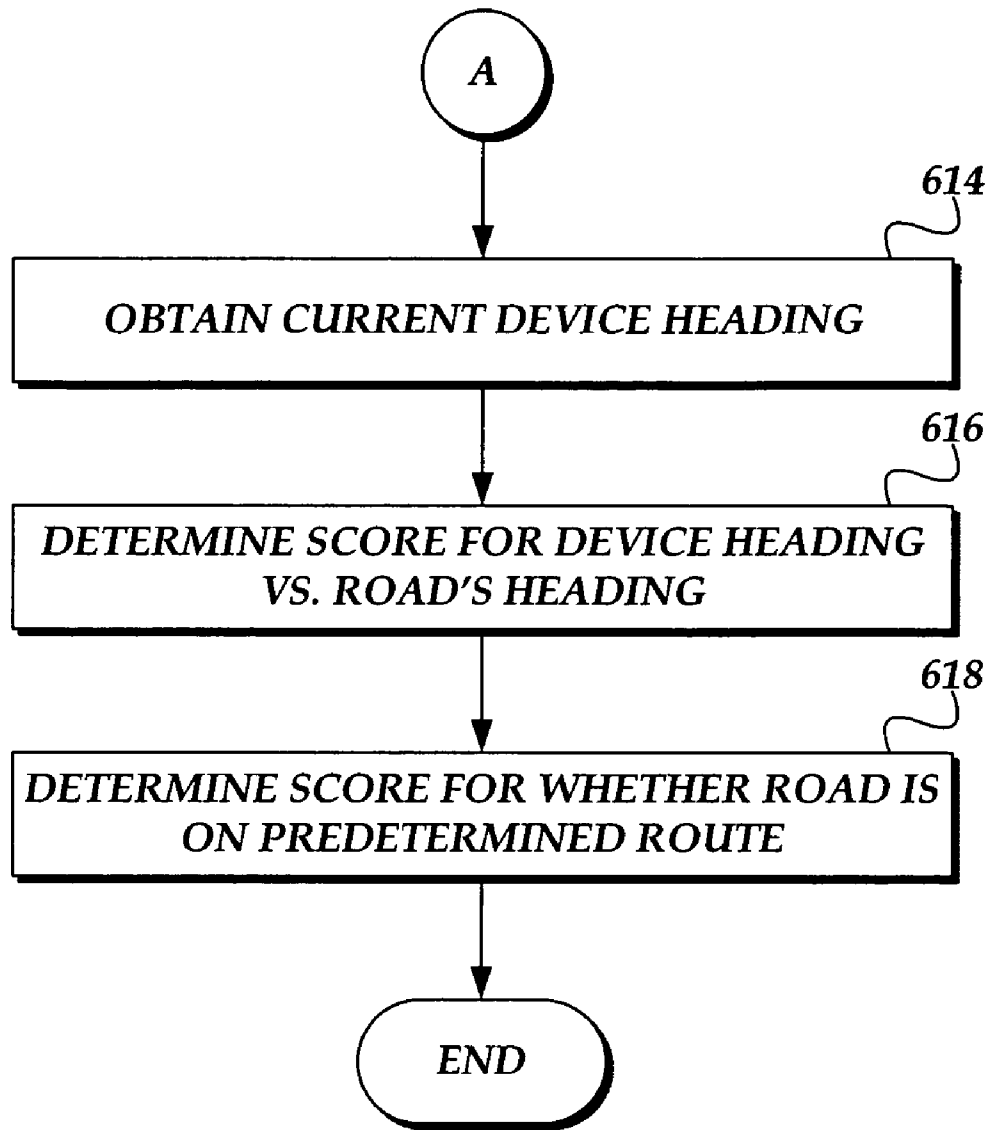 A
614
OBTAIN CURRENT DEVICE HEADING
616
DETERMINE SCORE FOR DEVICE HEADING
VS. ROAD'S HEADING
618
DETERMINE SCORE FOR WHETHER ROAD IS
ON PREDETERMINED ROUTE
END